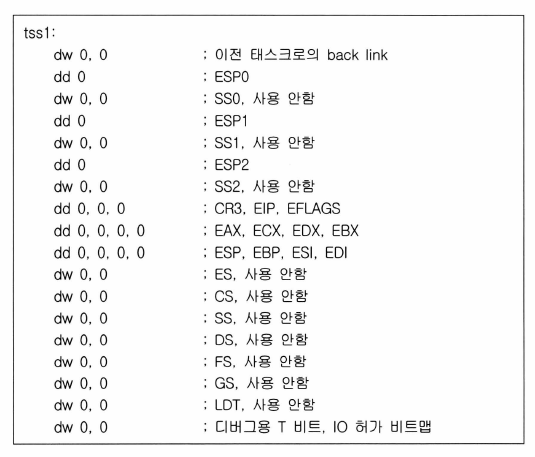 tss1:
dw 0, 0 ; 이전 태스크로의 back link
dd 0 ; ESP0
dw 0, 0 ; SS0, 사용 안함
dd 0 ; ESP1
dw 0, 0 ; SS1, 사용 안함
dd 0 ; ESP2
dw 0, 0 ; SS2, 사용 안함
dd 0, 0, 0 ; CR3, EIP, EFLAGS
dd 0, 0, 0, 0 ; EAX, ECX, EDX, EBX
dd 0, 0, 0, 0 ; ESP, EBP, ESI, EDI
dw 0, 0 ; ES, 사용 안함
dw 0, 0 ; CS, 사용 안함
dw 0, 0 ; SS, 사용 안함
dw 0, 0 ; DS, 사용 안함
dw 0, 0 ; FS, 사용 안함
dw 0, 0 ; GS, 사용 안함
dw 0, 0 ; LDT, 사용 안함
dw 0, 0 ; 디버그용 T 비트, IO 허가 비트맵